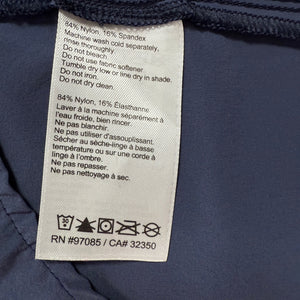 84% Nylon, 16% Spandex
Machine wash cold separately,
rinse thoroughly.
Do not bleach.
Do not use fabric softener
Tumble dry low or line dry in shade.
Do not iron.
Do not dry clean.
84% Nylon, 16% Élasthanne
Laver à la machine séparément à
l'eau froide, bien rincer.
Ne pas blanchir.
Ne pas utiliser d'assouplissant.
Sécher au sèche-linge à basse
température ou sur une corde à
linge à l'ombre.
Ne pas repasser.
Ne pas nettoyage à sec.
30
RN #97085 / CA# 32350